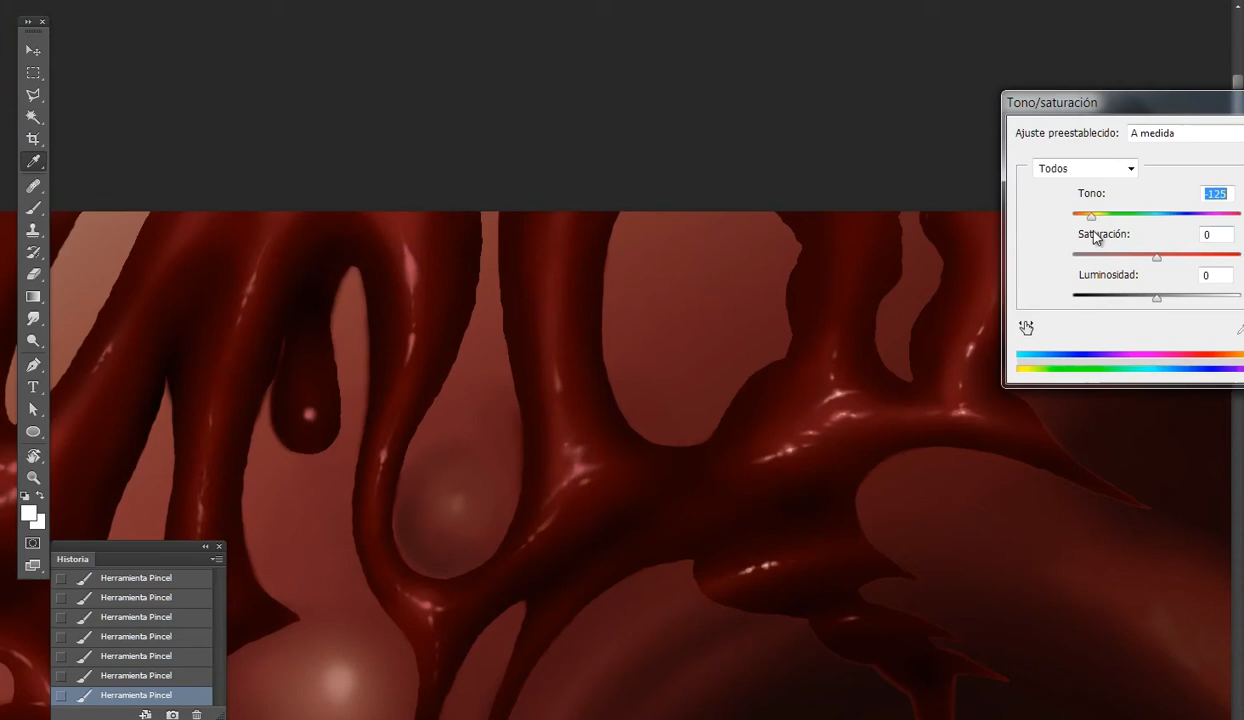 Tono/saturación
Ajuste preestablecido: A medida
Todos
Tono: -125
Saturación: 0
Luminosidad: 0
T
Historia
Herramienta Pincel
Herramienta Pincel
Herramienta Pincel
Herramienta Pincel
Herramienta Pincel
Herramienta Pincel
Herramienta Pincel